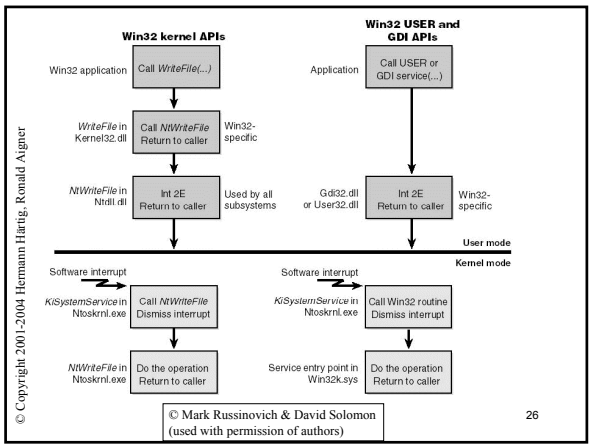 Win32 kernel APIs
Win32 USER and
GDI APIs
Win32 application
Call WriteFile(...)
Application
Call USER or
GDI service(...)
WriteFile in
Kernel32.dll
Call NtWriteFile
Return to caller
Win32-
specific
NtWriteFile in
Ntdll.dll
Int 2E
Return to caller
Used by all
subsystems
Gdi32.dll
or User32.dll
Int 2E
Return to caller
Win32-
specific
User mode
Kernel mode
Software interrupt
KiSystemService in
Ntoskrnl.exe
Call NtWriteFile
Dismiss interrupt
Software interrupt
KiSystemService in
Ntoskrnl.exe
Call Win32 routine
Dismiss interrupt
NtWriteFile in
Ntoskrnl.exe
Do the operation
Return to caller
Service entry point in
Win32k.sys
Do the operation
Return to caller
© Copyright 2001-2004 Hermann Härtig, Ronald Aigner
© Mark Russinovich & David Solomon
(used with permission of authors)
26